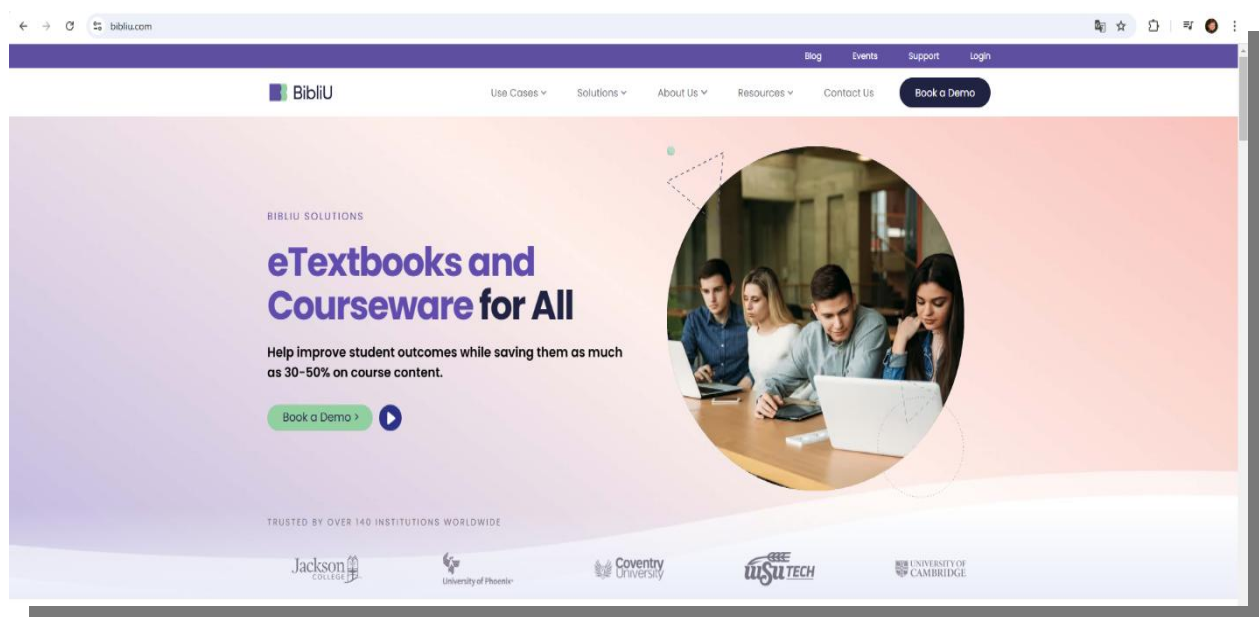 bibliu.com
Blog Events Support Login
BibliU Use Cases Solutions About Us Resources Contact Us Book a Demo
BIBLIU SOLUTIONS
eTextbooks and
Courseware for All
Help improve student outcomes while saving them as much
as 30-50% on course content.
Book a Demo >
TRUSTED BY OVER 140 INSTITUTIONS WORLDWIDE
Jackson COLLEGE University of Phoenix Coventry University WSU TECH UNIVERSITY OF CAMBRIDGE